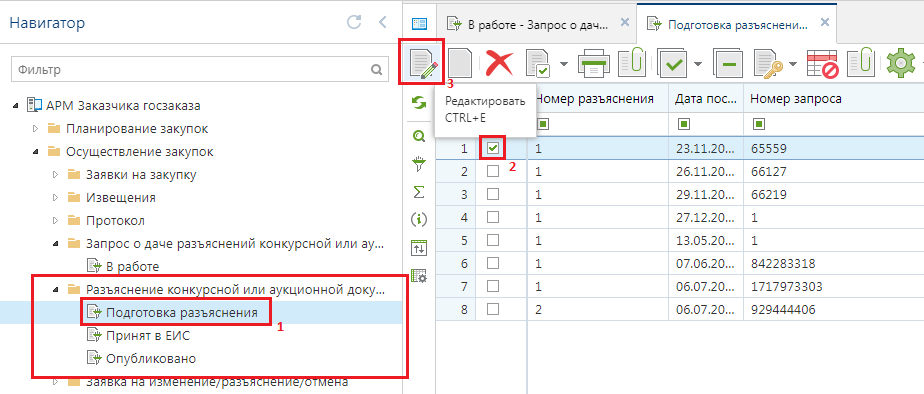 Навигатор
Фильтр
АРМ Заказчика госзаказа
Планирование закупок
Осуществление закупок
Заявки на закупку
Извещения
Протокол
Запрос о даче разъяснений конкурсной или ау...
В работе
Разъяснение конкурсной или аукционной доку...
Подготовка разъяснения
1
Принят в ЕИС
Опубликовано
Заявка на изменение/разъяснение/отмена
В работе - Запрос о даче...
Подготовка разъяснени...
3
Редактировать
CTRL+E
Номер разъяснения Дата пос... Номер запроса
1 1 23.11.20... 65559
2
2 1 26.11.20... 66127
3 1 29.11.20... 66219
4 1 27.12.20... 1
5 1 13.05.20... 1
6 1 07.06.20... 842283318
7 1 06.07.20... 1717973303
8 2 06.07.20... 929444406